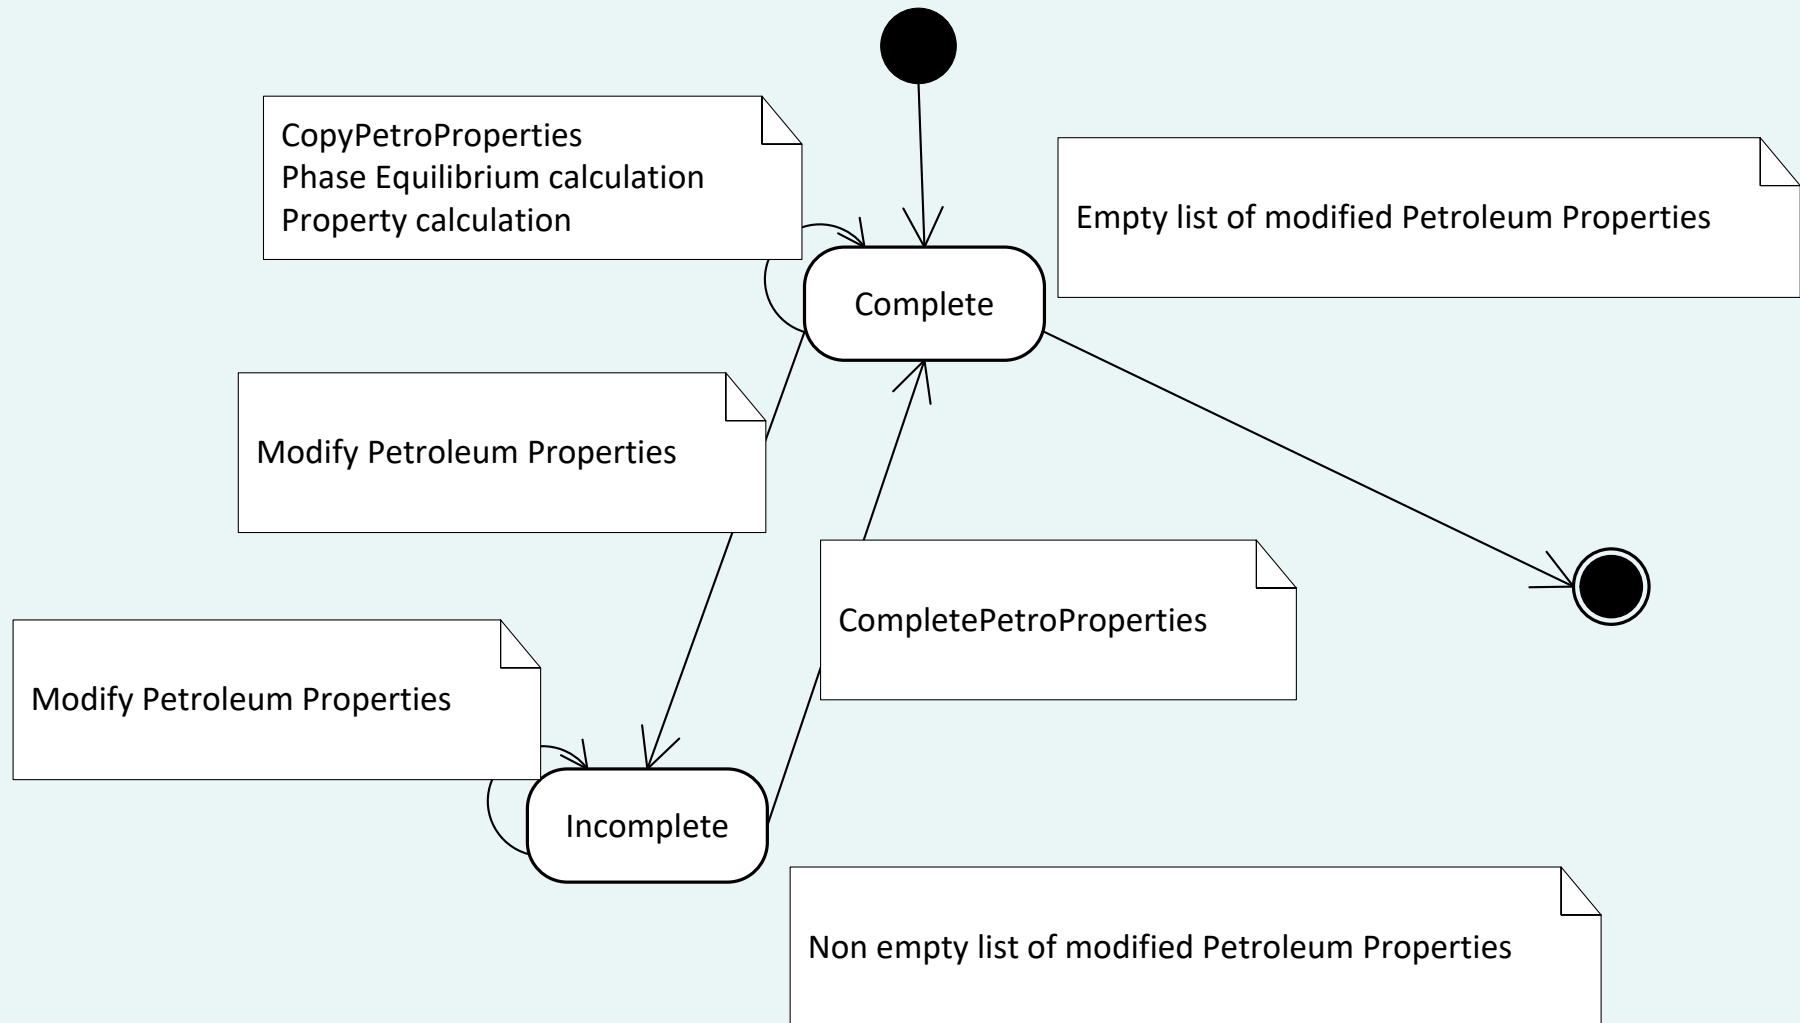 CopyPetroProperties
Phase Equilibrium calculation
Property calculation
Empty list of modified Petroleum Properties
Complete
Modify Petroleum Properties
CompletePetroProperties
Modify Petroleum Properties
Incomplete
Non empty list of modified Petroleum Properties